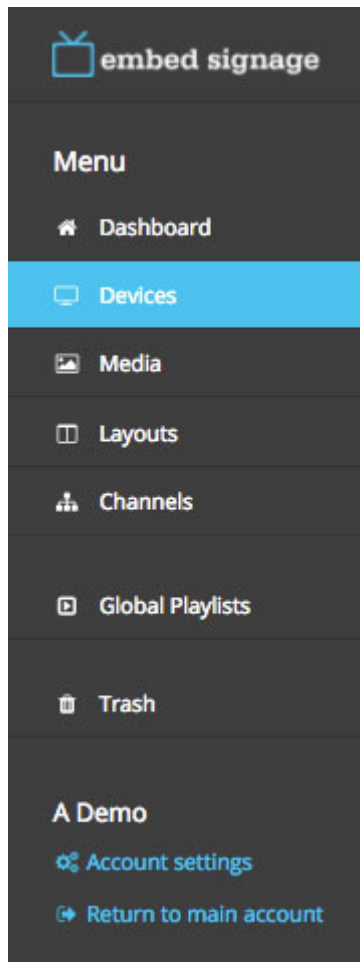 embed signage
Menu
Dashboard
Devices
Media
Layouts
Channels
Global Playlists
Trash
A Demo
Account settings
Return to main account